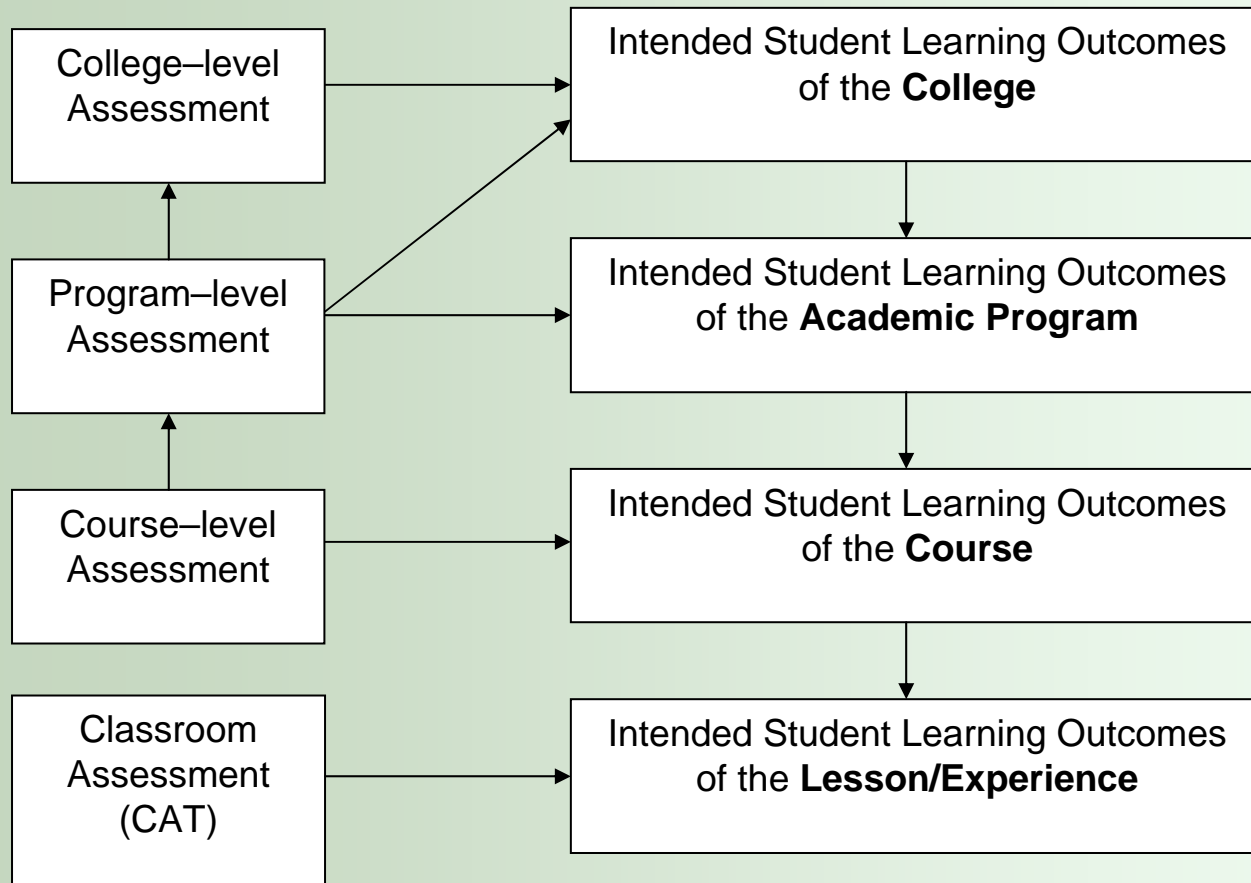 College–level
Assessment
Intended Student Learning Outcomes
of the College
Program–level
Assessment
Intended Student Learning Outcomes
of the Academic Program
Course–level
Assessment
Intended Student Learning Outcomes
of the Course
Classroom
Assessment
(CAT)
Intended Student Learning Outcomes
of the Lesson/Experience